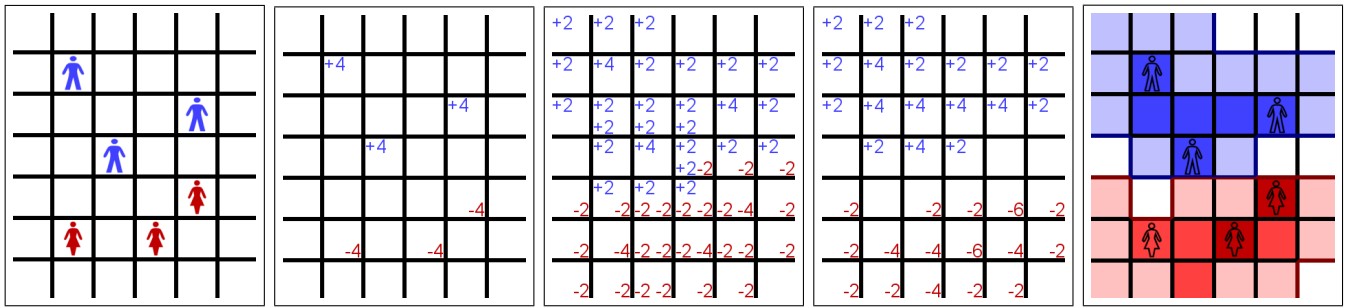 +4
+4
+4
-4
-4 -4
+2 +2 +2
+2 +4 +2 +2 +2 +2
+2 +2 +2 +2 +4 +2
+2 +2 +2
+2 +4 +2 +2 +2
+2 -2 -2 -2
+2 +2 +2
-2 -2 -2 -2 -2 -2 -2 -4 -2
-2 -4 -2 -2 -2 -4 -2 -2 -2
-2 -2 -2 -2 -2
+2 +2 +2
+2 +4 +2 +2 +2 +2
+2 +4 +4 +4 +4 +2
+2 +4 +2
-2 -2 -2 -6 -2
-2 -4 -4 -6 -4 -2
-2 -2 -4 -2 -2